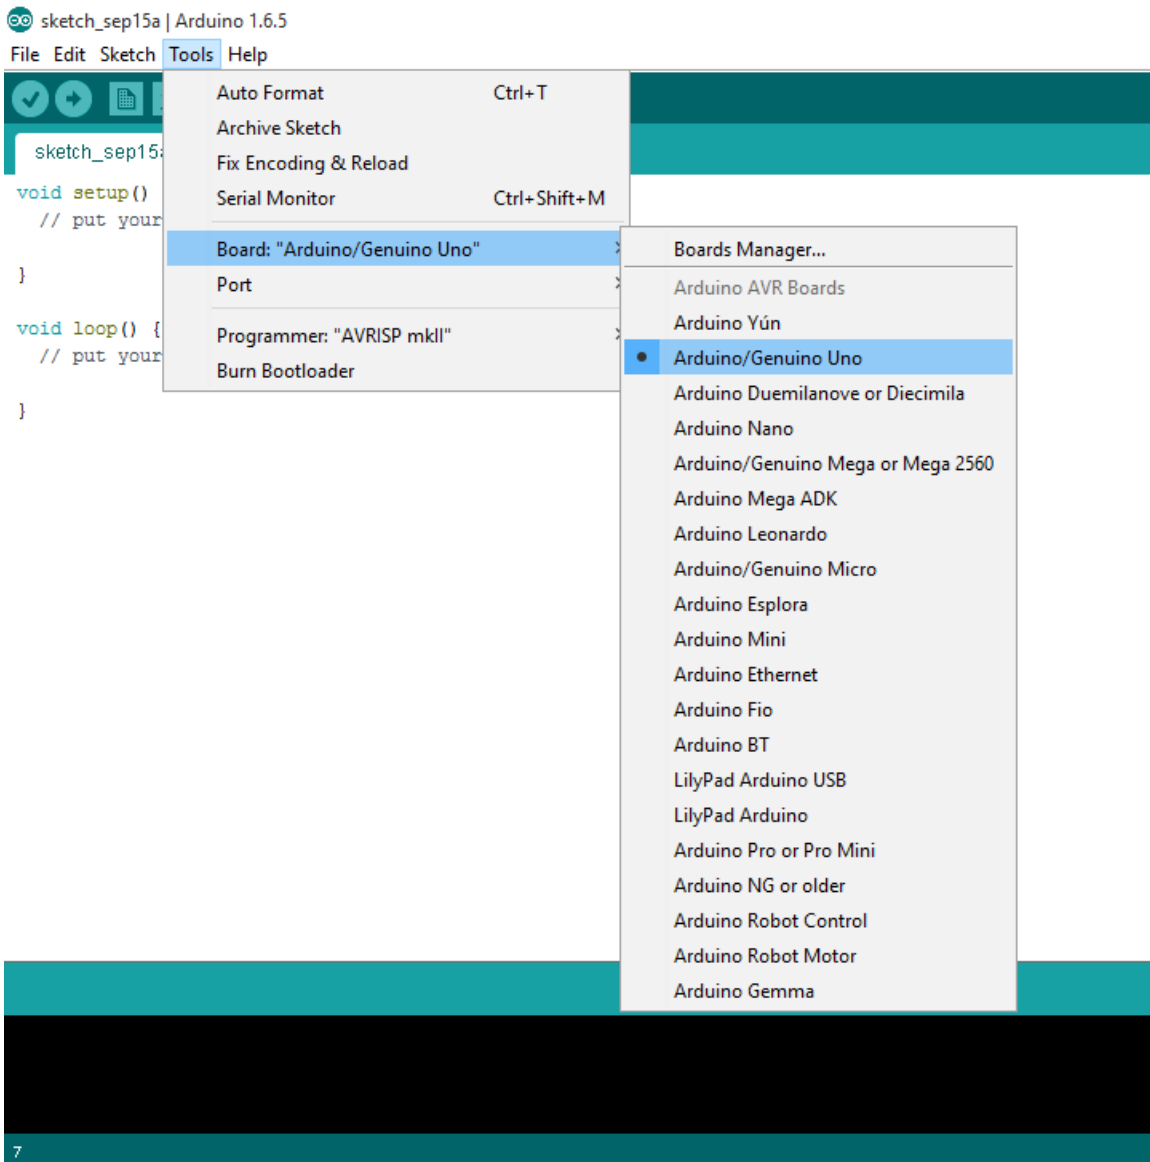 sketch_sep15a | Arduino 1.6.5
File Edit Sketch Tools Help
Auto Format Ctrl+T
Archive Sketch
Fix Encoding & Reload
Serial Monitor Ctrl+Shift+M
Board: "Arduino/Genuino Uno"
Port
Programmer: "AVRISP mkII"
Burn Bootloader
sketch_sep15a
void setup()
// put your
}
void loop() {
// put your
}
Boards Manager...
Arduino AVR Boards
Arduino Yún
Arduino/Genuino Uno
Arduino Duemilanove or Diecimila
Arduino Nano
Arduino/Genuino Mega or Mega 2560
Arduino Mega ADK
Arduino Leonardo
Arduino/Genuino Micro
Arduino Esplora
Arduino Mini
Arduino Ethernet
Arduino Fio
Arduino BT
LilyPad Arduino USB
LilyPad Arduino
Arduino Pro or Pro Mini
Arduino NG or older
Arduino Robot Control
Arduino Robot Motor
Arduino Gemma
7